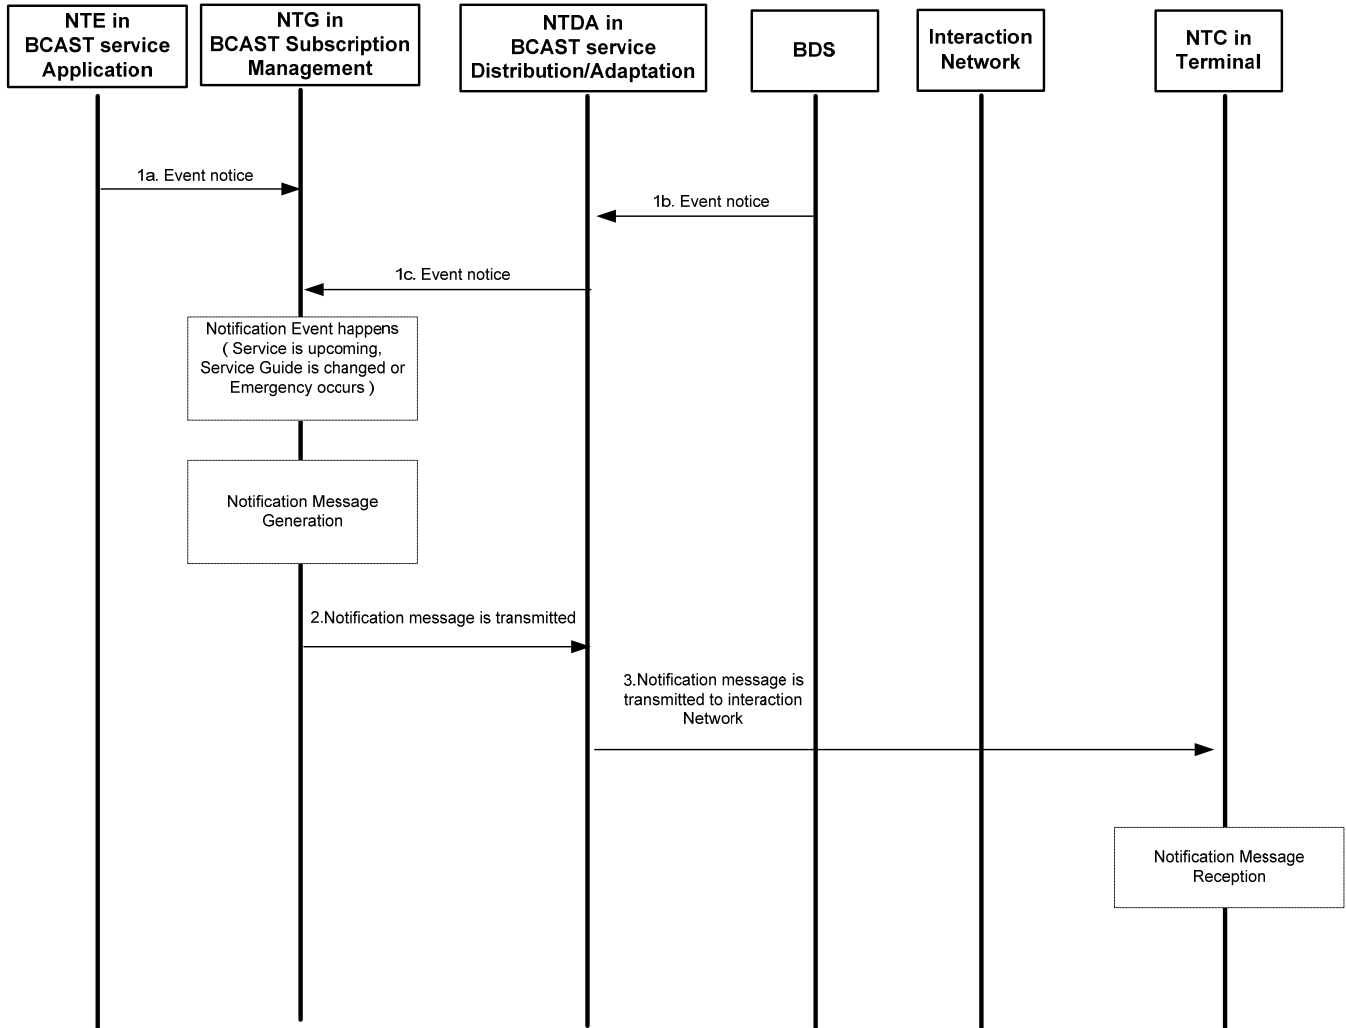 NTE in
BCAST service
Application
NTG in
BCAST Subscription
Management
NTDA in
BCAST service
Distribution/Adaptation
BDS
Interaction
Network
NTC in
Terminal
1a. Event notice
1b. Event notice
1c. Event notice
Notification Event happens
( Service is upcoming,
Service Guide is changed or
Emergency occurs )
Notification Message
Generation
2.Notification message is transmitted
3.Notification message is
transmitted to interaction
Network
Notification Message
Reception